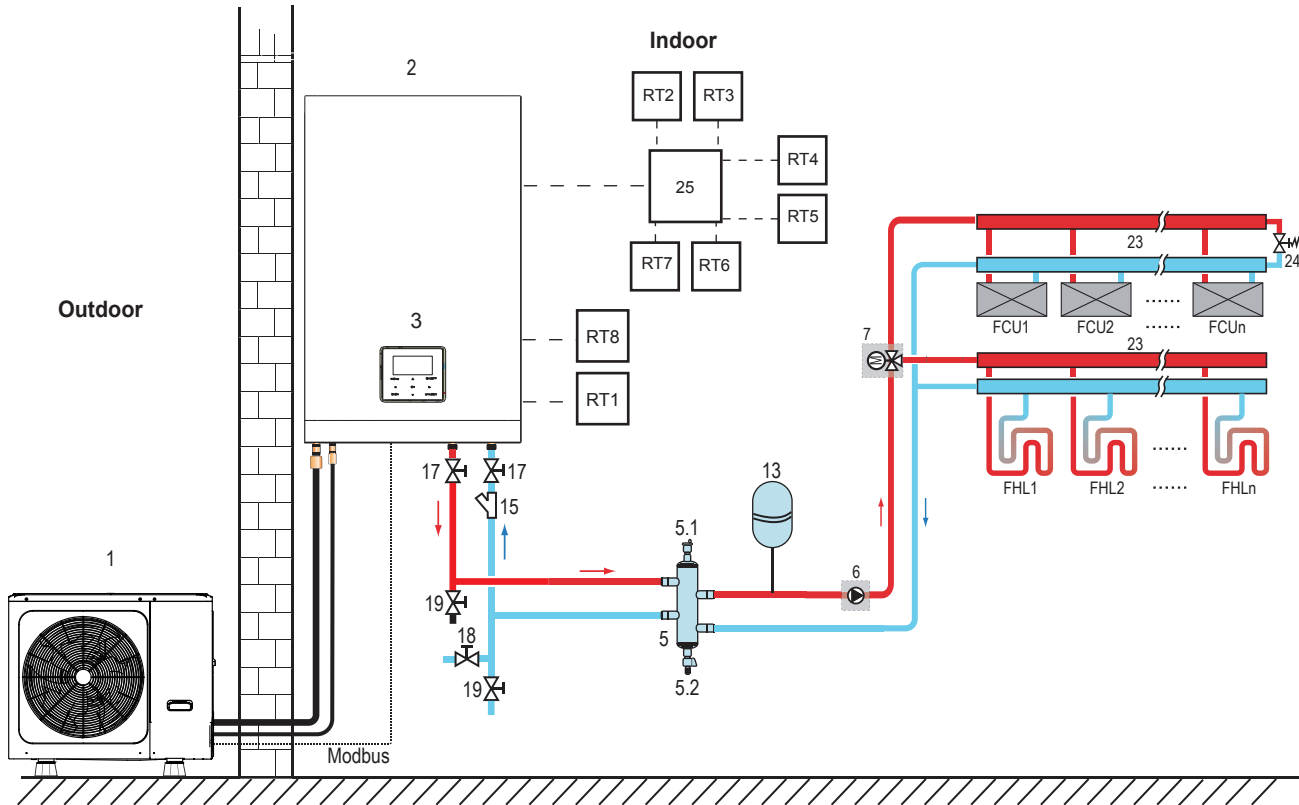 Indoor
2
RT2
RT3
25
RT4
RT5
RT7
RT6
Outdoor
3
RT8
RT1
23
24
FCU1
FCU2
......
......
FCUn
7
23
FHL1
FHL2
......
......
FHLn
17
17
15
13
1
5.1
6
19
5
18
19
5.2
Modbus